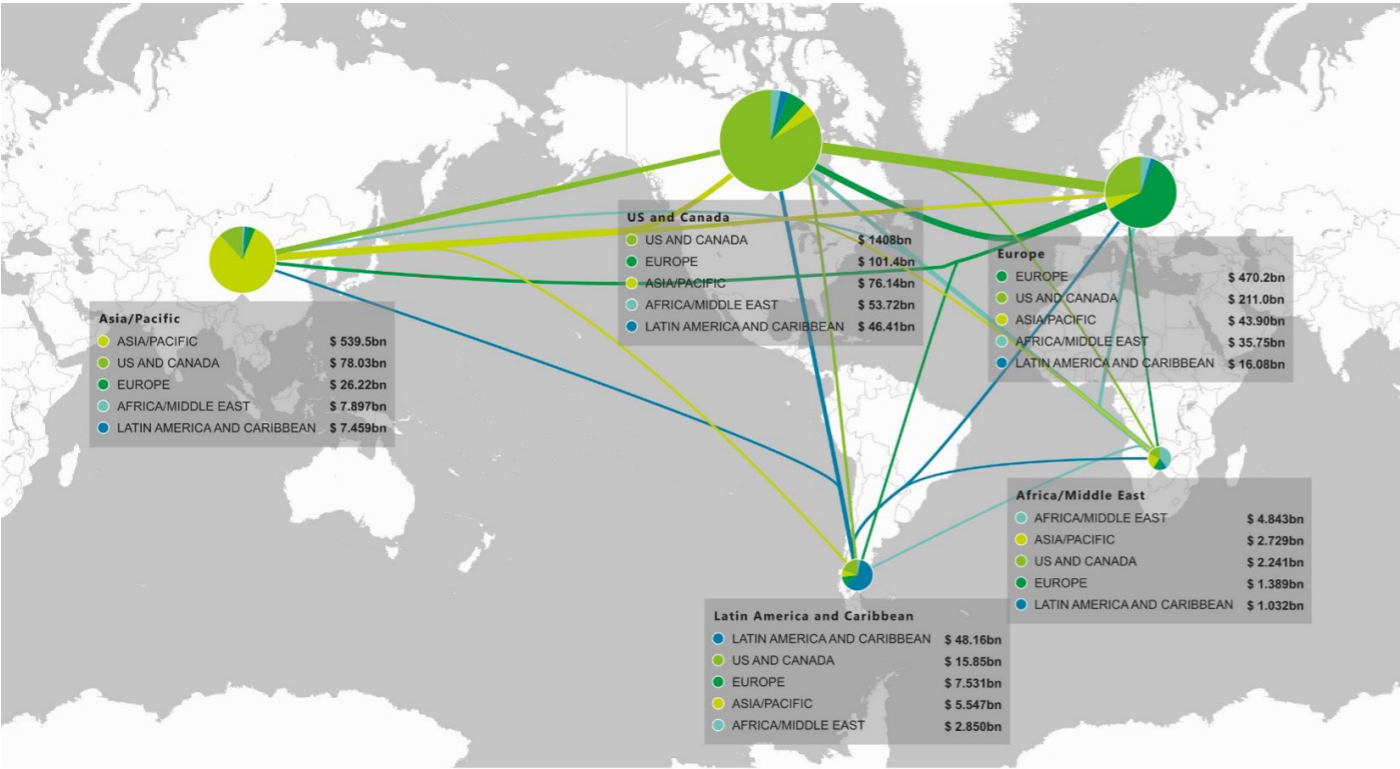 US and Canada
US AND CANADA $ 1408bn
EUROPE $ 101.4bn
ASIA/PACIFIC $ 76.14bn
AFRICA/MIDDLE EAST $ 53.72bn
LATIN AMERICA AND CARIBBEAN $ 46.41bn
Europe
EUROPE $ 470.2bn
US AND CANADA $ 211.0bn
ASIA/PACIFIC $ 43.90bn
AFRICA/MIDDLE EAST $ 35.75bn
LATIN AMERICA AND CARIBBEAN $ 16.08bn
Asia/Pacific
ASIA/PACIFIC $ 539.5bn
US AND CANADA $ 78.03bn
EUROPE $ 26.22bn
AFRICA/MIDDLE EAST $ 7.897bn
LATIN AMERICA AND CARIBBEAN $ 7.459bn
Africa/Middle East
AFRICA/MIDDLE EAST $ 4.843bn
ASIA/PACIFIC $ 2.729bn
US AND CANADA $ 2.241bn
EUROPE $ 1.389bn
LATIN AMERICA AND CARIBBEAN $ 1.032bn
Latin America and Caribbean
LATIN AMERICA AND CARIBBEAN $ 48.16bn
US AND CANADA $ 15.85bn
EUROPE $ 7.531bn
ASIA/PACIFIC $ 5.547bn
AFRICA/MIDDLE EAST $ 2.850bn